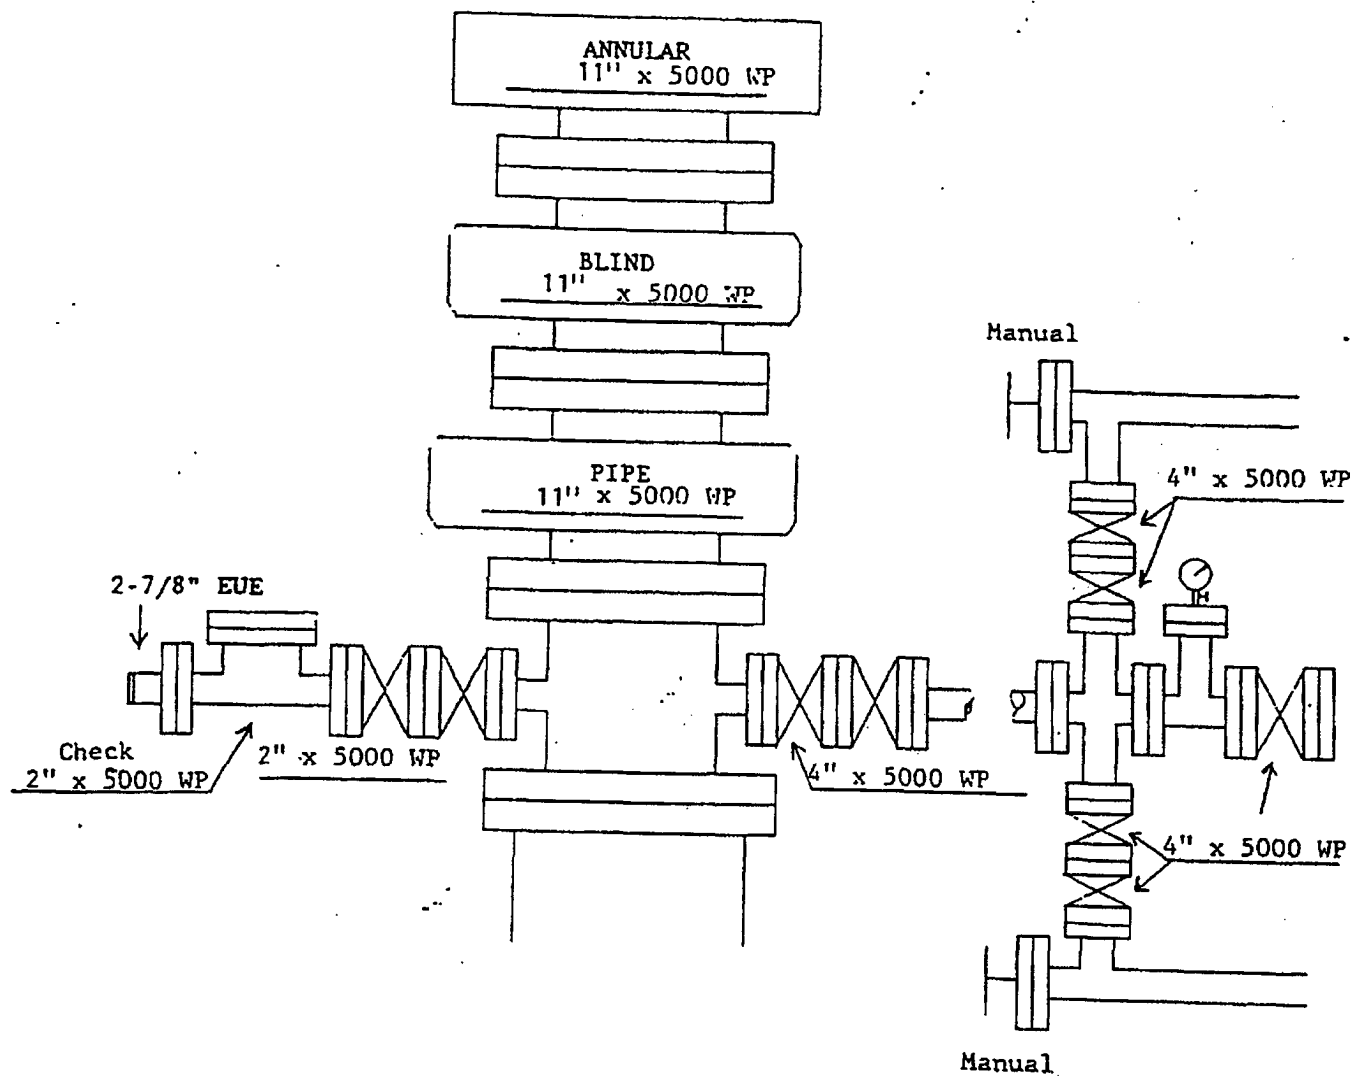 ANNULAR
11" x 5000 WP
BLIND
11" x 5000 WP
Manual
PIPE
11" x 5000 WP
4" x 5000 WP
2-7/8" EUE
Check
2" x 5000 WP
2" x 5000 WP
4" x 5000 WP
4" x 5000 WP
Manual